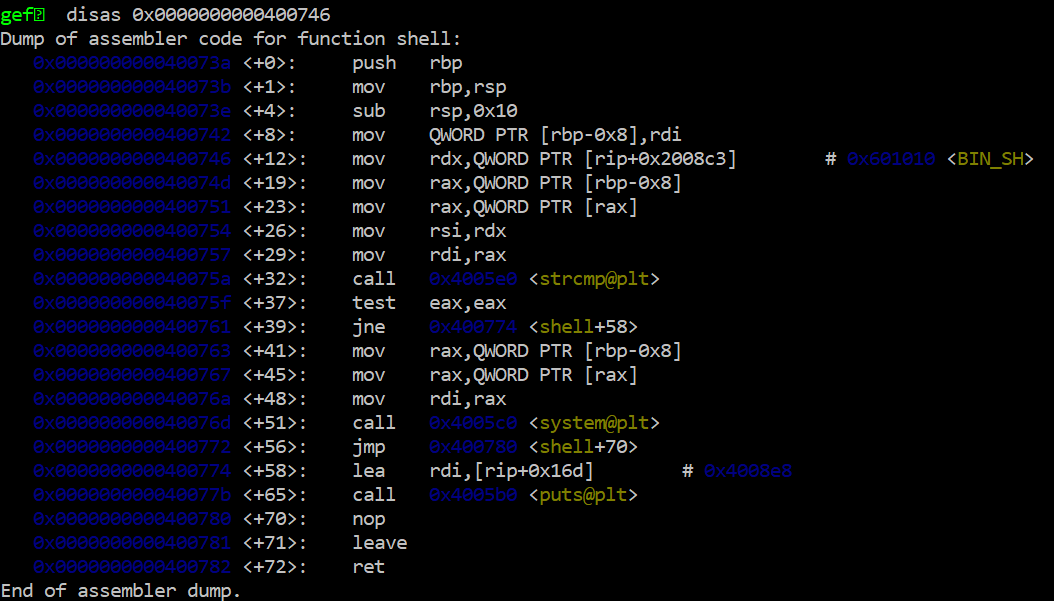 gef  disas 0x0000000000400746
Dump of assembler code for function shell:
   0x000000000040073a <+0>:     push   rbp
   0x000000000040073b <+1>:     mov    rbp,rsp
   0x000000000040073e <+4>:     sub    rsp,0x10
   0x0000000000400742 <+8>:     mov    QWORD PTR [rbp-0x8],rdi
   0x0000000000400746 <+12>:    mov    rdx,QWORD PTR [rip+0x2008c3]        # 0x601010 <BIN_SH>
   0x000000000040074d <+19>:    mov    rax,QWORD PTR [rbp-0x8]
   0x0000000000400751 <+23>:    mov    rax,QWORD PTR [rax]
   0x0000000000400754 <+26>:    mov    rsi,rdx
   0x0000000000400757 <+29>:    mov    rdi,rax
   0x000000000040075a <+32>:    call   0x4005e0 <strcmp@plt>
   0x000000000040075f <+37>:    test   eax,eax
   0x0000000000400761 <+39>:    jne    0x400774 <shell+58>
   0x0000000000400763 <+41>:    mov    rax,QWORD PTR [rbp-0x8]
   0x0000000000400767 <+45>:    mov    rax,QWORD PTR [rax]
   0x000000000040076a <+48>:    mov    rdi,rax
   0x000000000040076d <+51>:    call   0x4005c0 <system@plt>
   0x0000000000400772 <+56>:    jmp    0x400780 <shell+70>
   0x0000000000400774 <+58>:    lea    rdi,[rip+0x16d]        # 0x4008e8
   0x000000000040077b <+65>:    call   0x4005b0 <puts@plt>
   0x0000000000400780 <+70>:    nop
   0x0000000000400781 <+71>:    leave
   0x0000000000400782 <+72>:    ret
End of assembler dump.